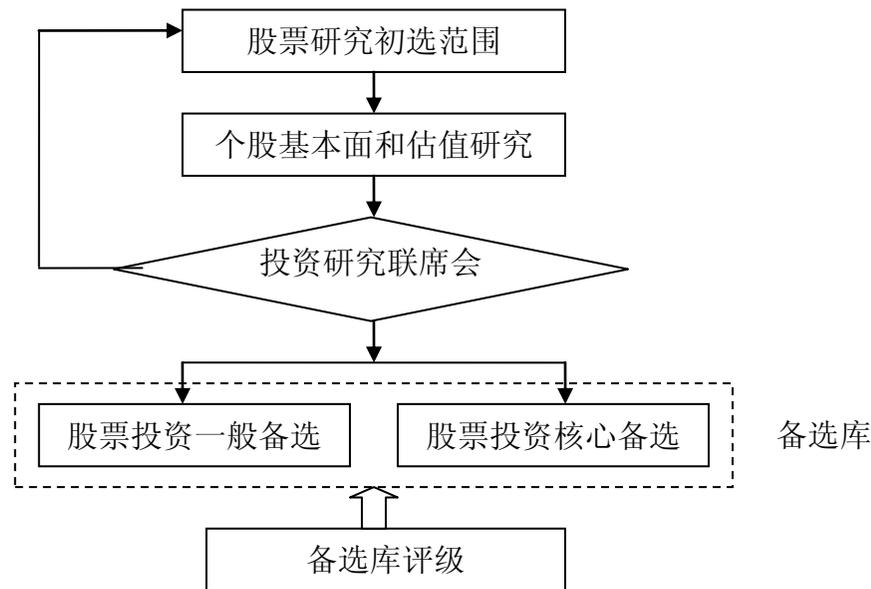 股票研究初选范围
个股基本面和估值研究
投资研究联席会
股票投资一般备选
股票投资核心备选
备选库
备选库评级